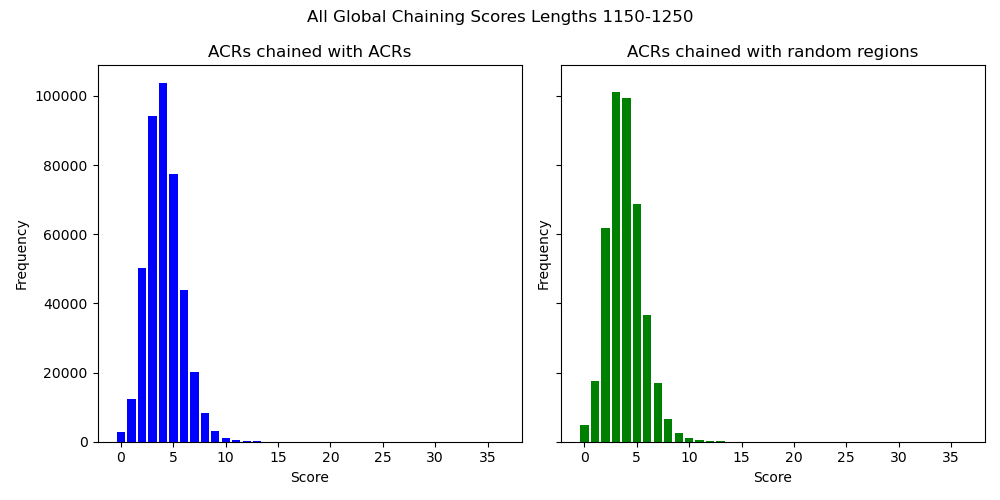 All Global Chaining Scores Lengths 1150-1250
ACRs chained with ACRs
Frequency
100000
80000
60000
40000
20000
0
0 5 10 15 20 25 30 35
Score
ACRs chained with random regions
Frequency
0 5 10 15 20 25 30 35
Score